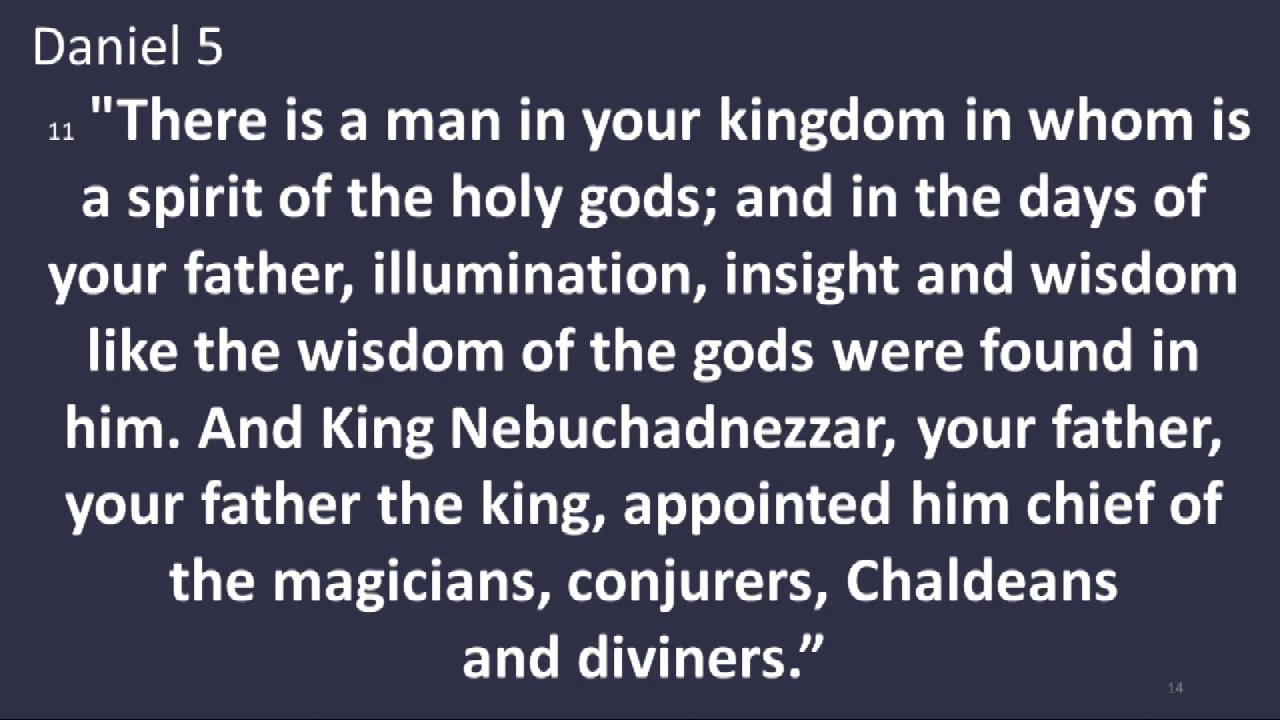 Daniel 5
11 "There is a man in your kingdom in whom is
a spirit of the holy gods; and in the days of
your father, illumination, insight and wisdom
like the wisdom of the gods were found in
him. And King Nebuchadnezzar, your father,
your father the king, appointed him chief of
the magicians, conjurers, Chaldeans
and diviners.”
14